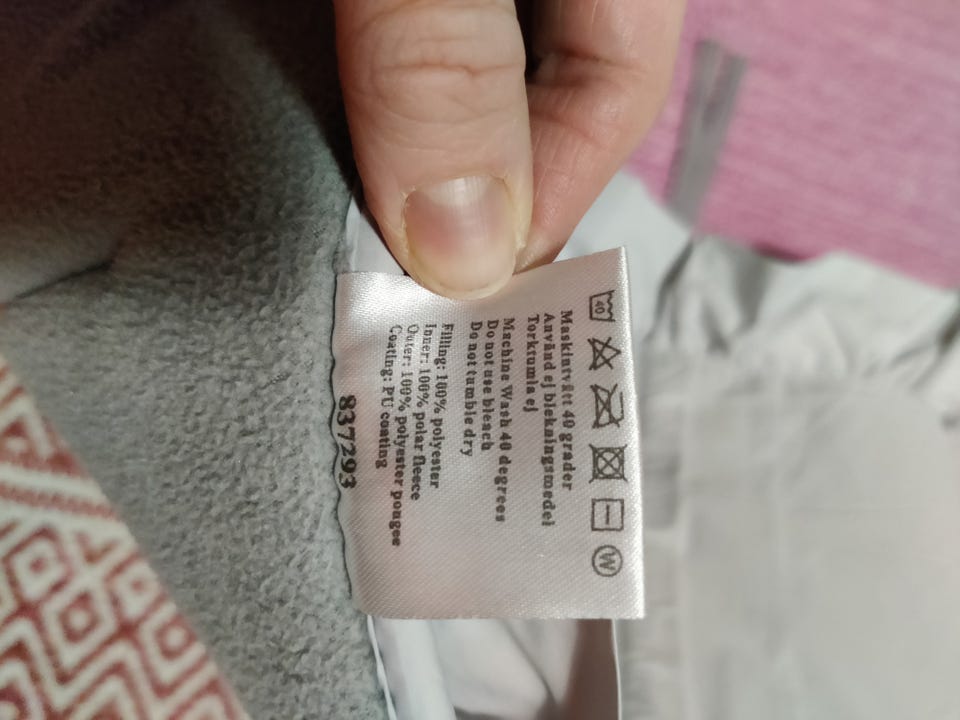 40
W
Maskintvätt 40 grader
Använd ej blekningsmedel
Torktumla ej
Machine Wash 40 degrees
Do not use bleach
Do not tumble dry
Filling: 100% polyester
Inner: 100% polar fleece
Outer: 100% polyester pongee
Coating: PU coating
837293